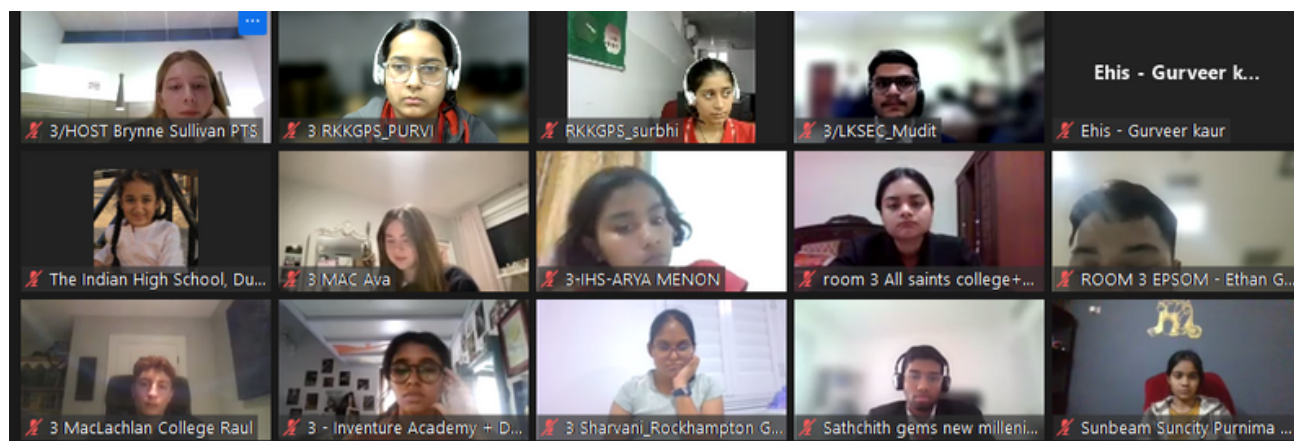 3/HOST Brynne Sullivan PTS
3 RKKGPS_PURVI
RKKGPS_surbhi
3/LKSEC_Mudit
Ehis - Gurveer k...
Ehis - Gurveer kaur
The Indian High School, Du...
3 MAC Ava
3-IHS-ARYA MENON
room 3 All saints college+...
ROOM 3 EPSOM - Ethan G...
3 MacLachlan College Raul
3 - Inventure Academy + D...
3 Sharvani_Rockhampton G...
Sathchith gems new milleni...
Sunbeam Suncity Purnima ...